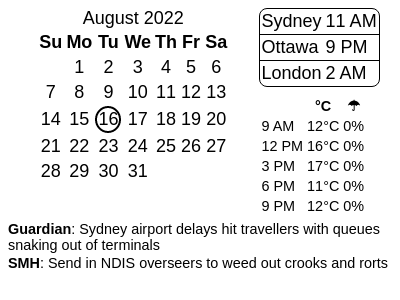 August 2022
Su Mo Tu We Th Fr Sa
1 2 3 4 5 6
7 8 9 10 11 12 13
14 15 16 17 18 19 20
21 22 23 24 25 26 27
28 29 30 31
Sydney 11 AM
Ottawa 9 PM
London 2 AM
°C ☂
9 AM 12°C 0%
12 PM 16°C 0%
3 PM 17°C 0%
6 PM 11°C 0%
9 PM 12°C 0%
Guardian: Sydney airport delays hit travellers with queues
snaking out of terminals
SMH: Send in NDIS overseers to weed out crooks and rorts